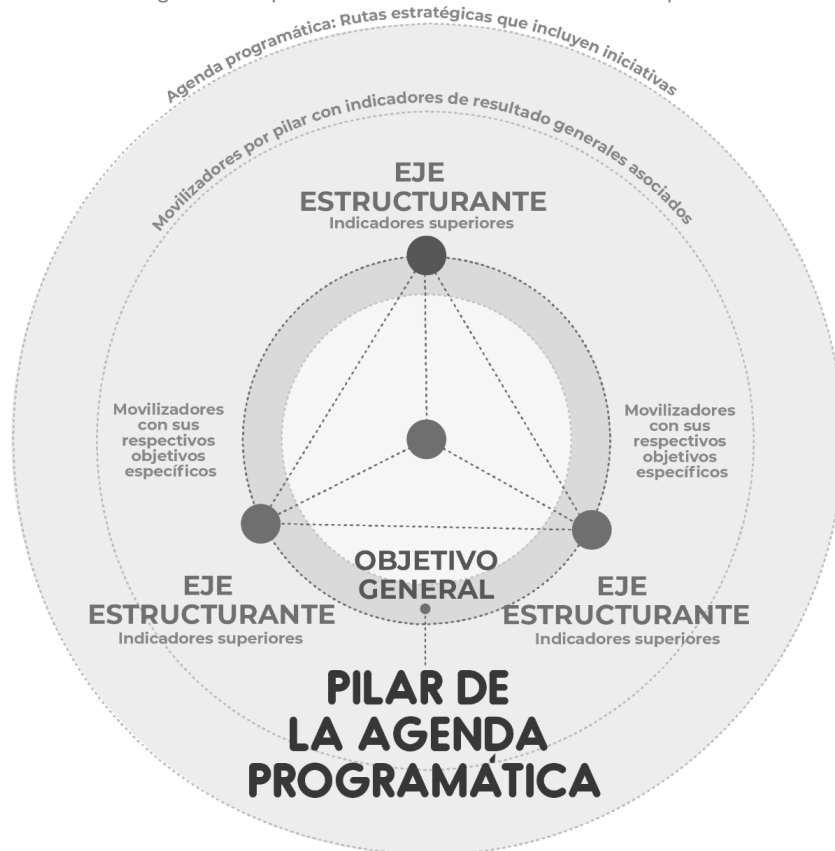 Agenda programática: Rutas estratégicas que incluyen iniciativas
Movilizadores por pilar con indicadores de resultado generales asociados
EJE
ESTRUCTURANTE
Indicadores superiores
Movilizadores
con sus
respectivos
objetivos
específicos
Movilizadores
con sus
respectivos
objetivos
específicos
OBJETIVO
GENERAL
EJE
ESTRUCTURANTE
Indicadores superiores
EJE
ESTRUCTURANTE
Indicadores superiores
PILAR DE
LA AGENDA
PROGRAMÁTICA